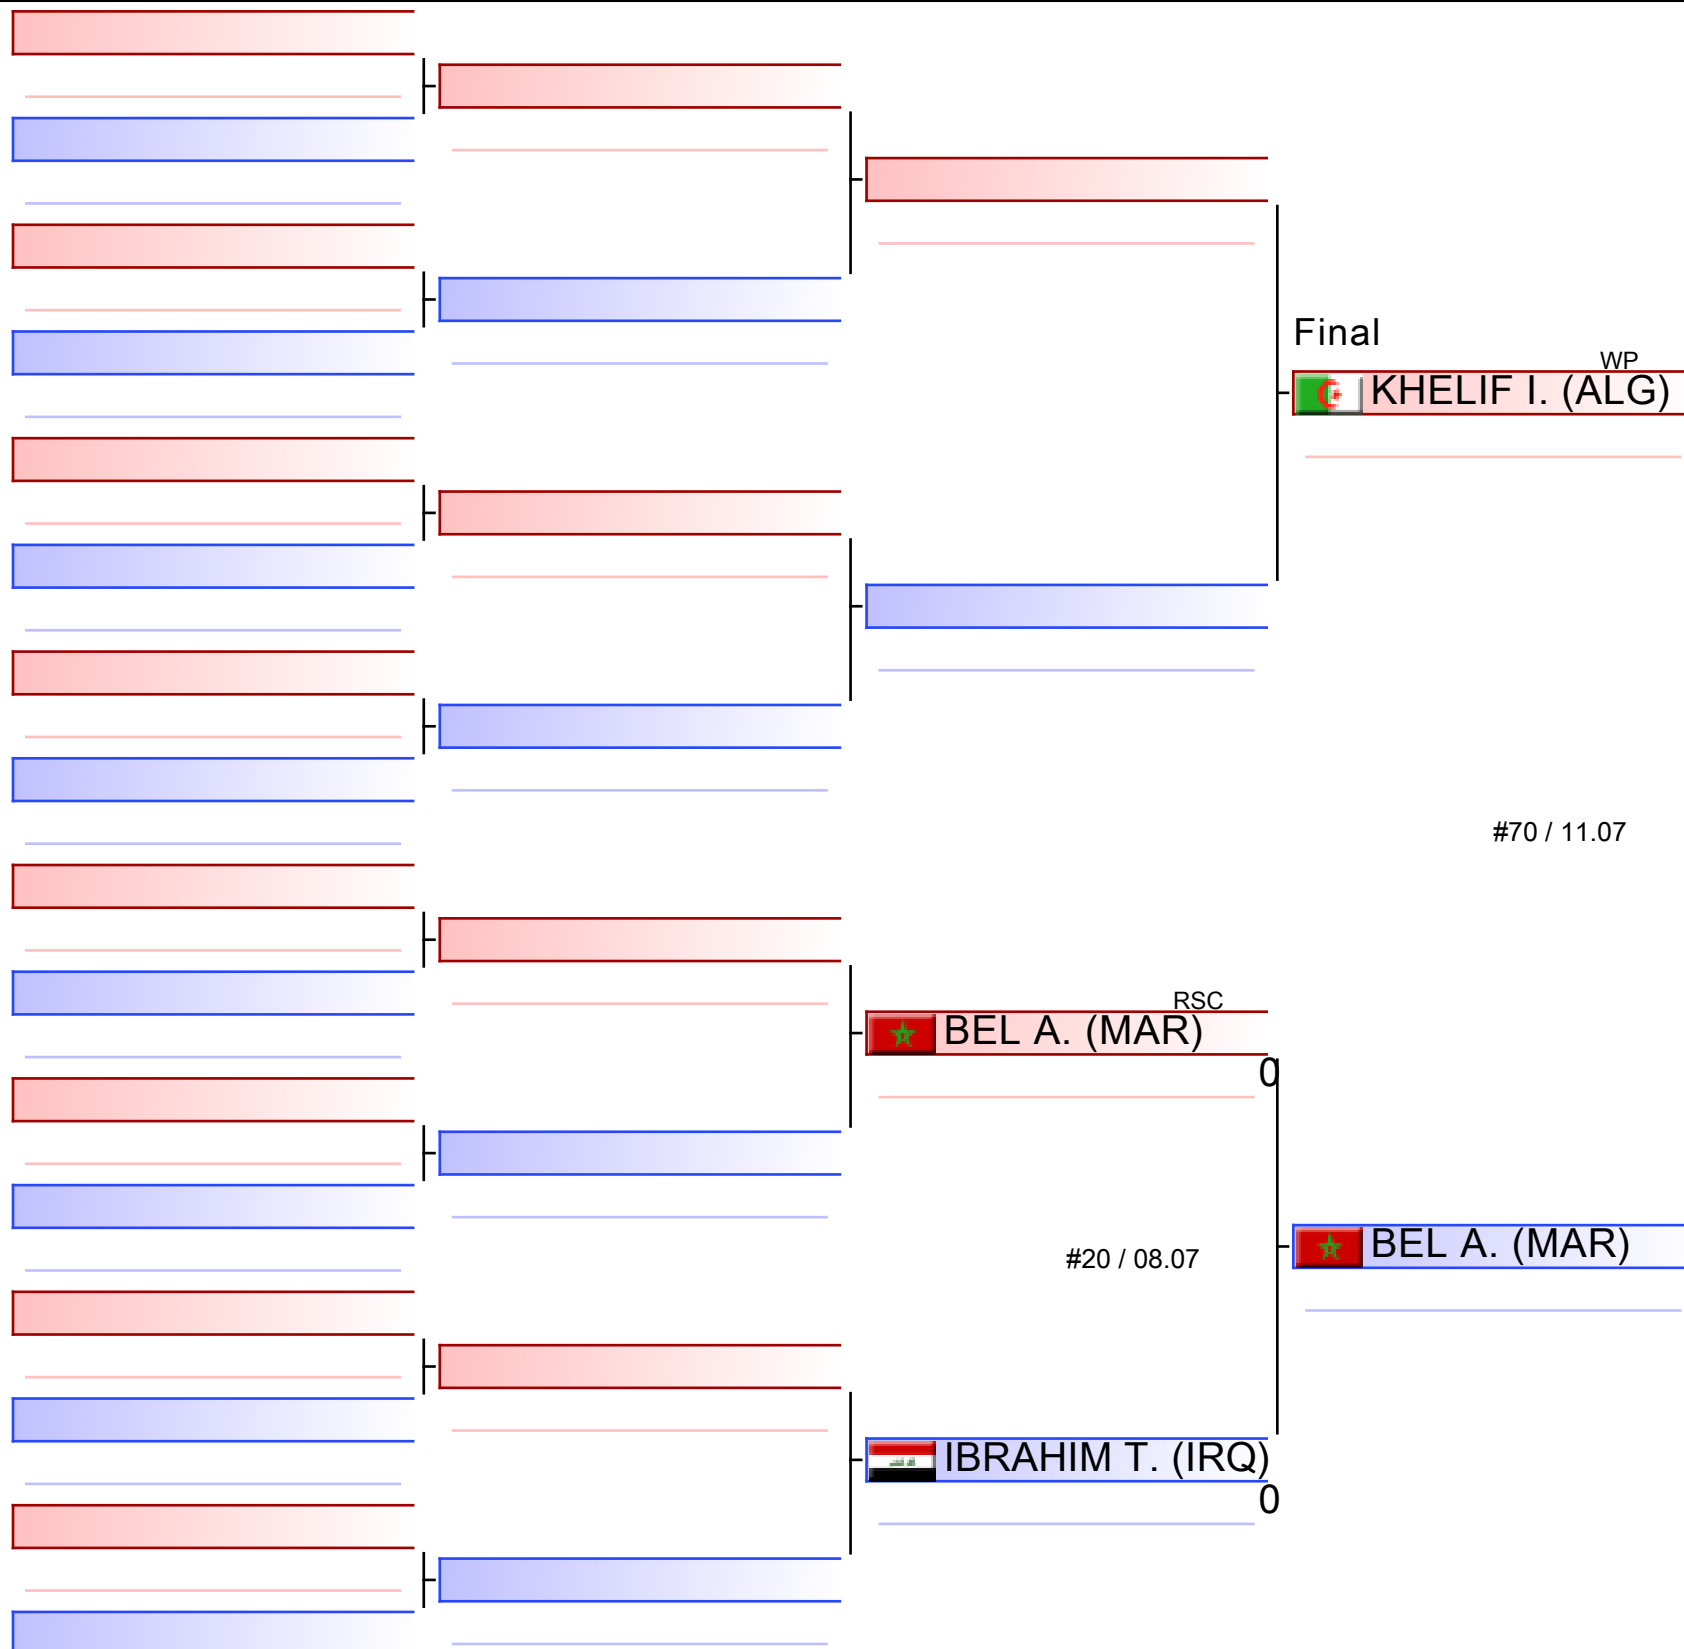 Final
WP
KHELIF I. (ALG)
#70 / 11.07
RSC
BEL A. (MAR)
0
#20 / 08.07
BEL A. (MAR)
IBRAHIM T. (IRQ)
0